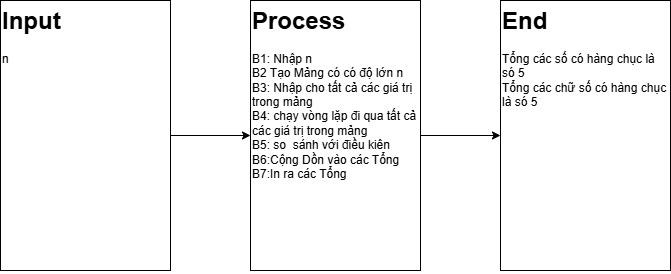 Input
n
Process
B1: Nhập n
B2 Tạo Mảng có có độ lớn n
B3: Nhập cho tất cả các giá trị
trong mảng
B4: chạy vòng lặp đi qua tất cả
các giá trị trong mảng
B5: so sánh với điều kiên
B6:Cộng Dồn vào các Tổng
B7:In ra các Tổng
End
Tổng các số có hàng chục là
só 5
Tổng các chữ số có hàng chục
là só 5